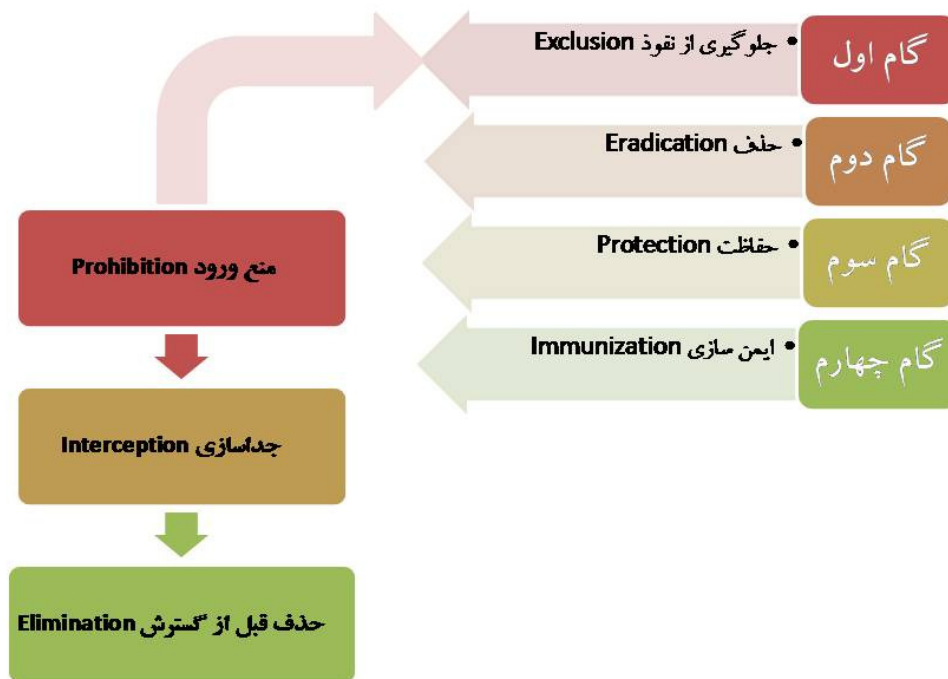 گام اول
• جلوگیری از نفوذ Exclusion
گام دوم
• حذف Eradication
گام سوم
• حفاظت Protection
گام چهارم
• ایمن سازی Immunization
منع ورود Prohibition
جداسازی Interception
حذف قبل از گسترش Elimination